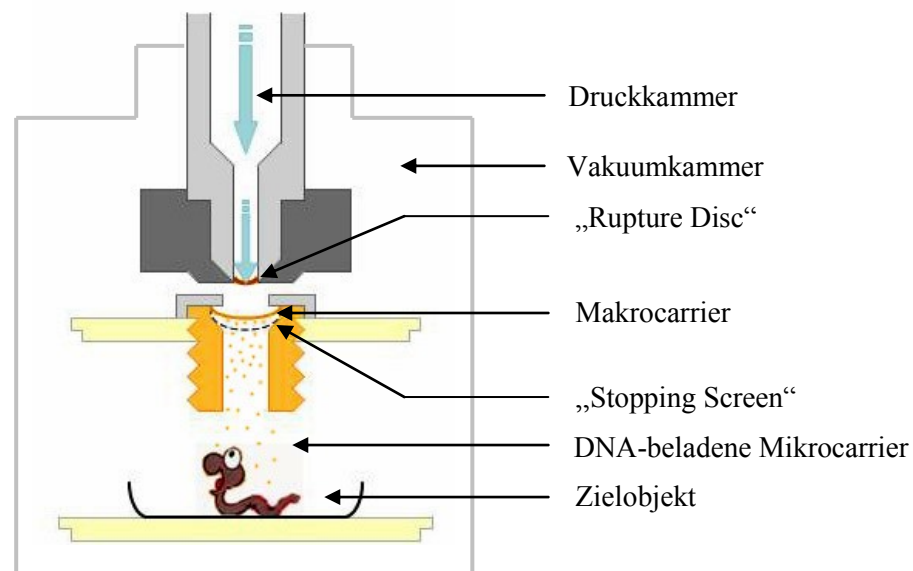 Druckkammer
Vakuumkammer
„Rupture Disc“
Makrocarrier
„Stopping Screen“
DNA-beladene Mikrocarrier
Zielobjekt